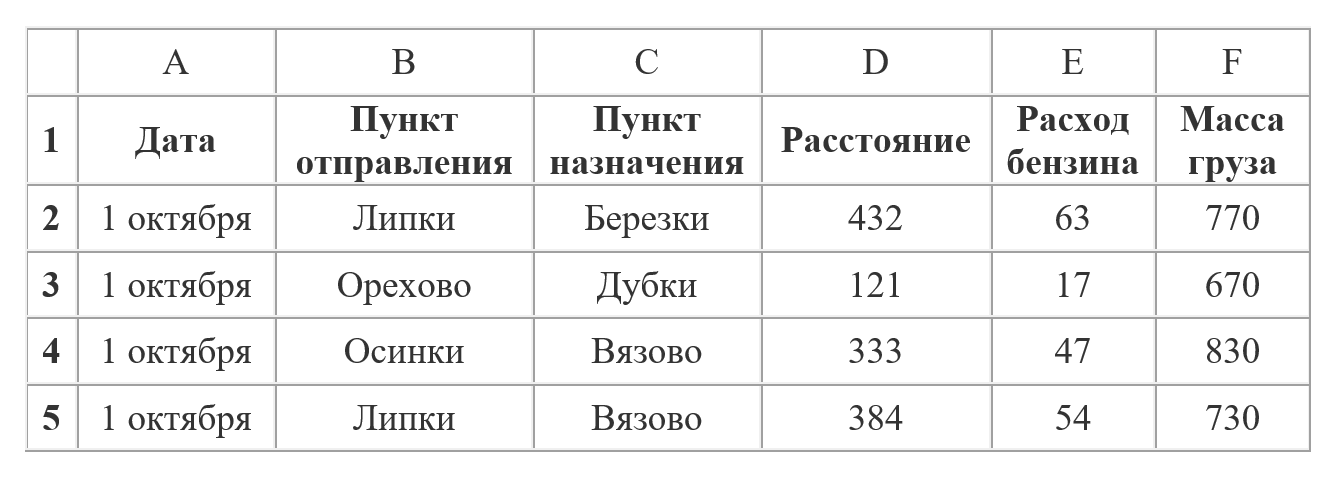 A B C D E F
1 Дата Пункт отправления Пункт назначения Расстояние Расход бензина Масса груза
2 1 октября Липки Березки 432 63 770
3 1 октября Орехово Дубки 121 17 670
4 1 октября Осинки Вязово 333 47 830
5 1 октября Липки Вязово 384 54 730